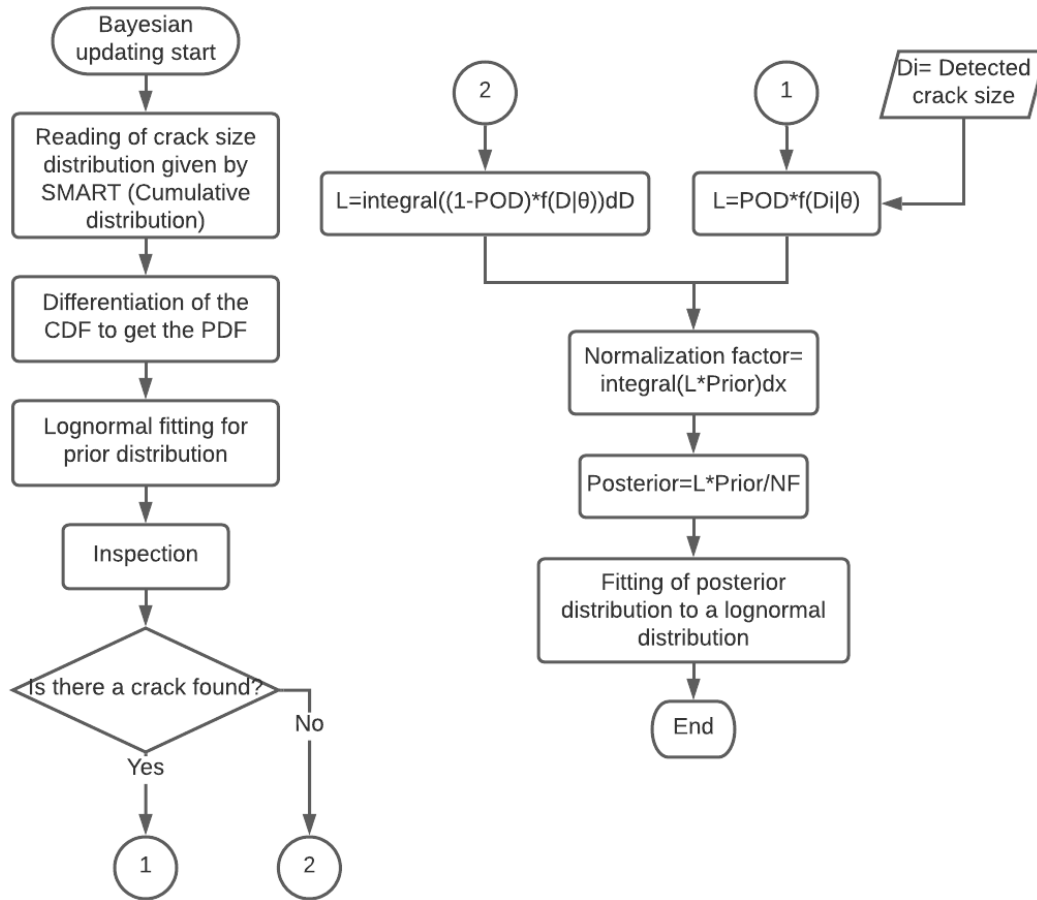 Bayesian
updating start
Reading of crack size
distribution given by
SMART (Cumulative
distribution)
Differentiation of the
CDF to get the PDF
Lognormal fitting for
prior distribution
Inspection
Is there a crack found?
No
Yes
1
2
2
1
Di= Detected
crack size
L=integral((1-POD)*f(D|θ))dD
L=POD*f(Di|θ)
Normalization factor=
integral(L*Prior)dx
Posterior=L*Prior/NF
Fitting of posterior
distribution to a lognormal
distribution
End